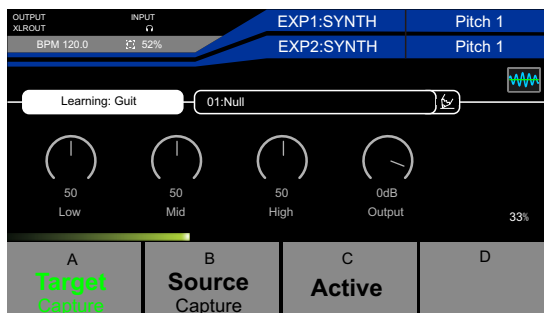 OUTPUT INPUT
XLROUT
BPM 120.0 52%
EXP1:SYNTH Pitch 1
EXP2:SYNTH Pitch 1
Learning: Guit 01:Null
50 50 50 0dB
Low Mid High Output
33%
A B C D
Target Source Active
Capture Capture